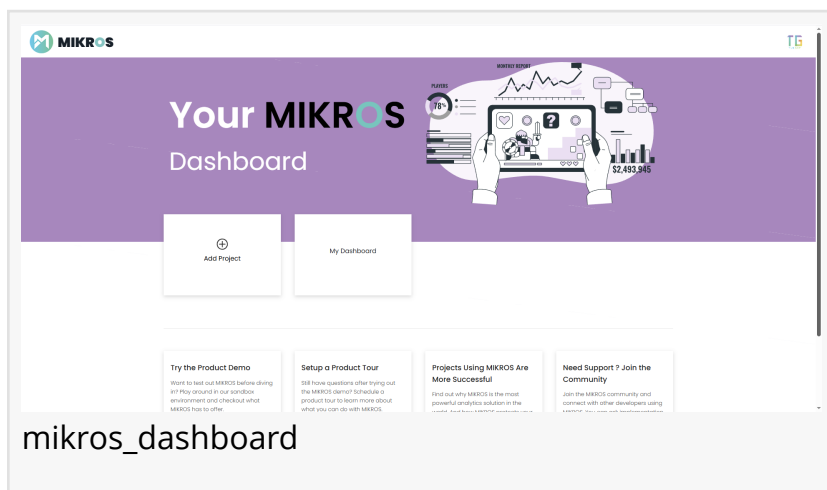 MIKROS
TG
Your MIKROS
Dashboard
MONTHLY REPORT
PLAYERS
78%
?
$2,493,945
Add Project
My Dashboard
Try the Product Demo
Want to test out MIKROS before diving
in? Play around in our sandbox
environment and checkout what
MIKROS has to offer.
Setup a Product Tour
Still have questions after trying out
the MIKROS demo? Schedule a
product tour to learn more about
what you can do with MIKROS.
Projects Using MIKROS Are
More Successful
Find out why MIKROS is the most
powerful analytics solution in the
Need Support ? Join the
Community
Join the MIKROS community and
connect with other developers using
mikros_dashboard